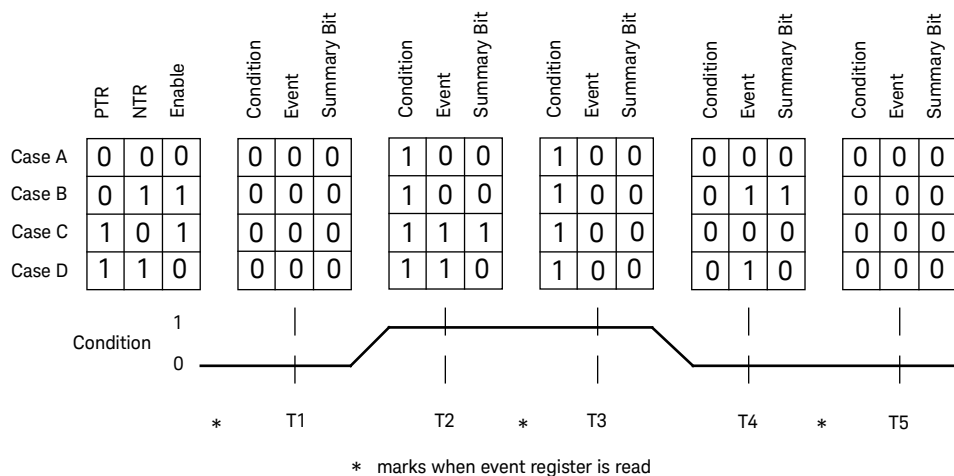 PTR NTR Enable Condition Event Summary Bit Condition Event Summary Bit Condition Event Summary Bit Condition Event Summary Bit Condition Event Summary Bit
Case A 0 0 0 0 0 0 1 0 0 1 0 0 0 0 0 0 0 0
Case B 0 1 1 0 0 0 1 0 0 1 0 0 0 1 1 0 0 0
Case C 1 0 1 0 0 0 1 1 1 1 0 0 0 0 0 0 0 0
Case D 1 1 0 0 0 0 1 1 0 1 0 0 0 1 0 0 0 0
1
Condition
0
* T1 T2 * T3 T4 * T5
* marks when event register is read